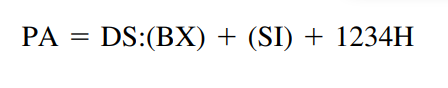 PA = DS:(BX) + (SI) + 1234H